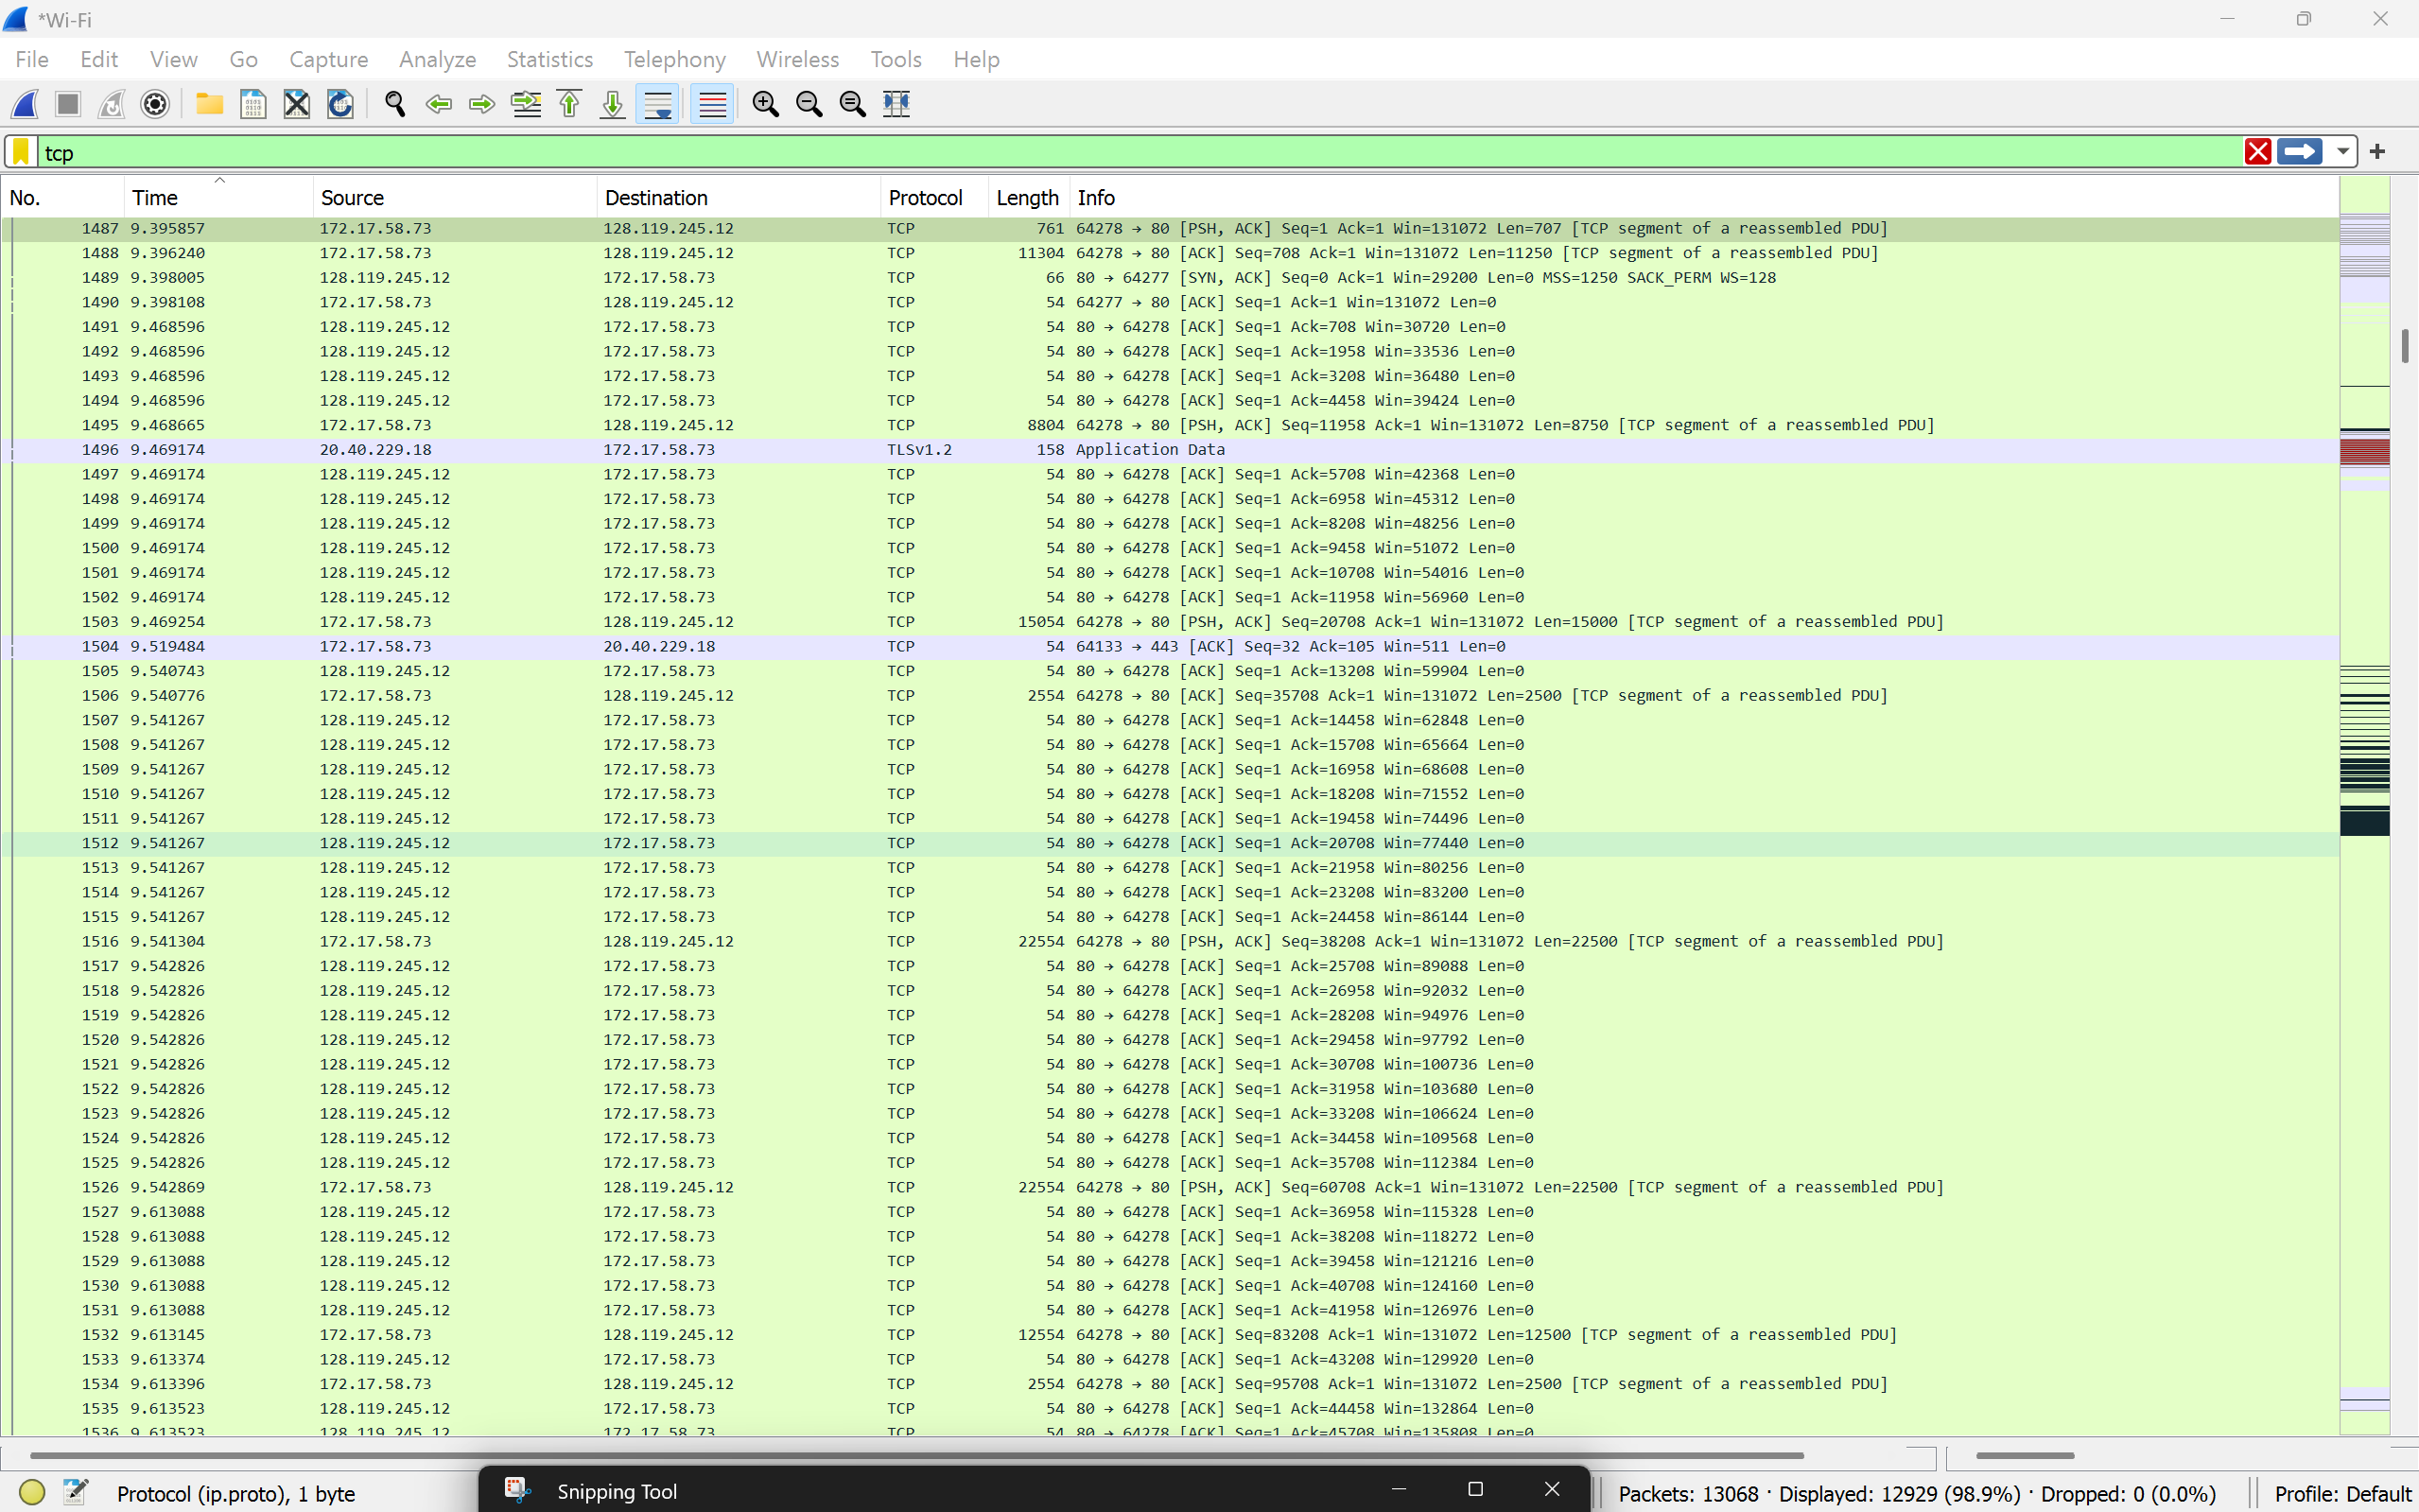 *Wi-Fi
File Edit View Go Capture Analyze Statistics Telephony Wireless Tools Help
tcp
No. Time Source Destination Protocol Length Info
1487 9.395857 172.17.58.73 128.119.245.12 TCP 761 64278 → 80 [PSH, ACK] Seq=1 Ack=1 Win=131072 Len=707 [TCP segment of a reassembled PDU]
1488 9.396240 172.17.58.73 128.119.245.12 TCP 11304 64278 → 80 [ACK] Seq=708 Ack=1 Win=131072 Len=11250 [TCP segment of a reassembled PDU]
1489 9.398005 128.119.245.12 172.17.58.73 TCP 66 80 → 64277 [SYN, ACK] Seq=0 Ack=1 Win=29200 Len=0 MSS=1250 SACK_PERM WS=128
1490 9.398108 172.17.58.73 128.119.245.12 TCP 54 64277 → 80 [ACK] Seq=1 Ack=1 Win=131072 Len=0
1491 9.468596 128.119.245.12 172.17.58.73 TCP 54 80 → 64278 [ACK] Seq=1 Ack=708 Win=30720 Len=0
1492 9.468596 128.119.245.12 172.17.58.73 TCP 54 80 → 64278 [ACK] Seq=1 Ack=1958 Win=33536 Len=0
1493 9.468596 128.119.245.12 172.17.58.73 TCP 54 80 → 64278 [ACK] Seq=1 Ack=3208 Win=36480 Len=0
1494 9.468596 128.119.245.12 172.17.58.73 TCP 54 80 → 64278 [ACK] Seq=1 Ack=4458 Win=39424 Len=0
1495 9.468665 172.17.58.73 128.119.245.12 TCP 8804 64278 → 80 [PSH, ACK] Seq=11958 Ack=1 Win=131072 Len=8750 [TCP segment of a reassembled PDU]
1496 9.469174 20.40.229.18 172.17.58.73 TLSv1.2 158 Application Data
1497 9.469174 128.119.245.12 172.17.58.73 TCP 54 80 → 64278 [ACK] Seq=1 Ack=5708 Win=42368 Len=0
1498 9.469174 128.119.245.12 172.17.58.73 TCP 54 80 → 64278 [ACK] Seq=1 Ack=6958 Win=45312 Len=0
1499 9.469174 128.119.245.12 172.17.58.73 TCP 54 80 → 64278 [ACK] Seq=1 Ack=8208 Win=48256 Len=0
1500 9.469174 128.119.245.12 172.17.58.73 TCP 54 80 → 64278 [ACK] Seq=1 Ack=9458 Win=51072 Len=0
1501 9.469174 128.119.245.12 172.17.58.73 TCP 54 80 → 64278 [ACK] Seq=1 Ack=10708 Win=54016 Len=0
1502 9.469174 128.119.245.12 172.17.58.73 TCP 54 80 → 64278 [ACK] Seq=1 Ack=11958 Win=56960 Len=0
1503 9.469254 172.17.58.73 128.119.245.12 TCP 15054 64278 → 80 [PSH, ACK] Seq=20708 Ack=1 Win=131072 Len=15000 [TCP segment of a reassembled PDU]
1504 9.519484 172.17.58.73 20.40.229.18 TCP 54 64133 → 443 [ACK] Seq=32 Ack=105 Win=511 Len=0
1505 9.540743 128.119.245.12 172.17.58.73 TCP 54 80 → 64278 [ACK] Seq=1 Ack=13208 Win=59904 Len=0
1506 9.540776 172.17.58.73 128.119.245.12 TCP 2554 64278 → 80 [ACK] Seq=35708 Ack=1 Win=131072 Len=2500 [TCP segment of a reassembled PDU]
1507 9.541267 128.119.245.12 172.17.58.73 TCP 54 80 → 64278 [ACK] Seq=1 Ack=14458 Win=62848 Len=0
1508 9.541267 128.119.245.12 172.17.58.73 TCP 54 80 → 64278 [ACK] Seq=1 Ack=15708 Win=65664 Len=0
1509 9.541267 128.119.245.12 172.17.58.73 TCP 54 80 → 64278 [ACK] Seq=1 Ack=16958 Win=68608 Len=0
1510 9.541267 128.119.245.12 172.17.58.73 TCP 54 80 → 64278 [ACK] Seq=1 Ack=18208 Win=71552 Len=0
1511 9.541267 128.119.245.12 172.17.58.73 TCP 54 80 → 64278 [ACK] Seq=1 Ack=19458 Win=74496 Len=0
1512 9.541267 128.119.245.12 172.17.58.73 TCP 54 80 → 64278 [ACK] Seq=1 Ack=20708 Win=77440 Len=0
1513 9.541267 128.119.245.12 172.17.58.73 TCP 54 80 → 64278 [ACK] Seq=1 Ack=21958 Win=80256 Len=0
1514 9.541267 128.119.245.12 172.17.58.73 TCP 54 80 → 64278 [ACK] Seq=1 Ack=23208 Win=83200 Len=0
1515 9.541267 128.119.245.12 172.17.58.73 TCP 54 80 → 64278 [ACK] Seq=1 Ack=24458 Win=86144 Len=0
1516 9.541304 172.17.58.73 128.119.245.12 TCP 22554 64278 → 80 [PSH, ACK] Seq=38208 Ack=1 Win=131072 Len=22500 [TCP segment of a reassembled PDU]
1517 9.542826 128.119.245.12 172.17.58.73 TCP 54 80 → 64278 [ACK] Seq=1 Ack=25708 Win=89088 Len=0
1518 9.542826 128.119.245.12 172.17.58.73 TCP 54 80 → 64278 [ACK] Seq=1 Ack=26958 Win=92032 Len=0
1519 9.542826 128.119.245.12 172.17.58.73 TCP 54 80 → 64278 [ACK] Seq=1 Ack=28208 Win=94976 Len=0
1520 9.542826 128.119.245.12 172.17.58.73 TCP 54 80 → 64278 [ACK] Seq=1 Ack=29458 Win=97792 Len=0
1521 9.542826 128.119.245.12 172.17.58.73 TCP 54 80 → 64278 [ACK] Seq=1 Ack=30708 Win=100736 Len=0
1522 9.542826 128.119.245.12 172.17.58.73 TCP 54 80 → 64278 [ACK] Seq=1 Ack=31958 Win=103680 Len=0
1523 9.542826 128.119.245.12 172.17.58.73 TCP 54 80 → 64278 [ACK] Seq=1 Ack=33208 Win=106624 Len=0
1524 9.542826 128.119.245.12 172.17.58.73 TCP 54 80 → 64278 [ACK] Seq=1 Ack=34458 Win=109568 Len=0
1525 9.542826 128.119.245.12 172.17.58.73 TCP 54 80 → 64278 [ACK] Seq=1 Ack=35708 Win=112384 Len=0
1526 9.542869 172.17.58.73 128.119.245.12 TCP 22554 64278 → 80 [PSH, ACK] Seq=60708 Ack=1 Win=131072 Len=22500 [TCP segment of a reassembled PDU]
1527 9.613088 128.119.245.12 172.17.58.73 TCP 54 80 → 64278 [ACK] Seq=1 Ack=36958 Win=115328 Len=0
1528 9.613088 128.119.245.12 172.17.58.73 TCP 54 80 → 64278 [ACK] Seq=1 Ack=38208 Win=118272 Len=0
1529 9.613088 128.119.245.12 172.17.58.73 TCP 54 80 → 64278 [ACK] Seq=1 Ack=39458 Win=121216 Len=0
1530 9.613088 128.119.245.12 172.17.58.73 TCP 54 80 → 64278 [ACK] Seq=1 Ack=40708 Win=124160 Len=0
1531 9.613088 128.119.245.12 172.17.58.73 TCP 54 80 → 64278 [ACK] Seq=1 Ack=41958 Win=126976 Len=0
1532 9.613145 172.17.58.73 128.119.245.12 TCP 12554 64278 → 80 [ACK] Seq=83208 Ack=1 Win=131072 Len=12500 [TCP segment of a reassembled PDU]
1533 9.613374 128.119.245.12 172.17.58.73 TCP 54 80 → 64278 [ACK] Seq=1 Ack=43208 Win=129920 Len=0
1534 9.613396 172.17.58.73 128.119.245.12 TCP 2554 64278 → 80 [ACK] Seq=95708 Ack=1 Win=131072 Len=2500 [TCP segment of a reassembled PDU]
1535 9.613523 128.119.245.12 172.17.58.73 TCP 54 80 → 64278 [ACK] Seq=1 Ack=44458 Win=132864 Len=0
1536 9.613523 128.119.245.12 172.17.58.73 TCP 54 80 → 64278 [ACK] Seq=1 Ack=45708 Win=135808 Len=0
Protocol (ip.proto), 1 byte Snipping Tool Packets: 13068 · Displayed: 12929 (98.9%) · Dropped: 0 (0.0%) Profile: Default